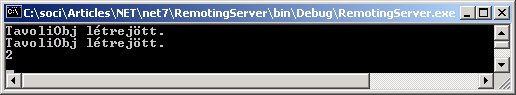 C:\soci\Articles\NET\net7\RemotingServer\bin\Debug\RemotingServer.exe
TavoliObj létrejött.
TavoliObj létrejött.
2